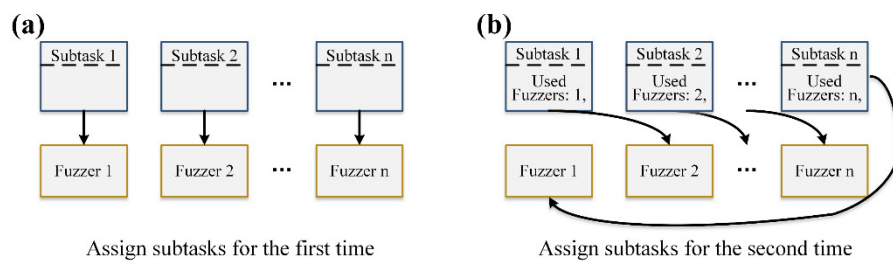 (a)
Subtask 1
Subtask 2
...
Subtask n
Fuzzer 1
Fuzzer 2
...
Fuzzer n
Assign subtasks for the first time
(b)
Subtask 1
Used
Fuzzers: 1,
Subtask 2
Used
Fuzzers: 2,
...
Subtask n
Used
Fuzzers: n,
Fuzzer 1
Fuzzer 2
...
Fuzzer n
Assign subtasks for the second time